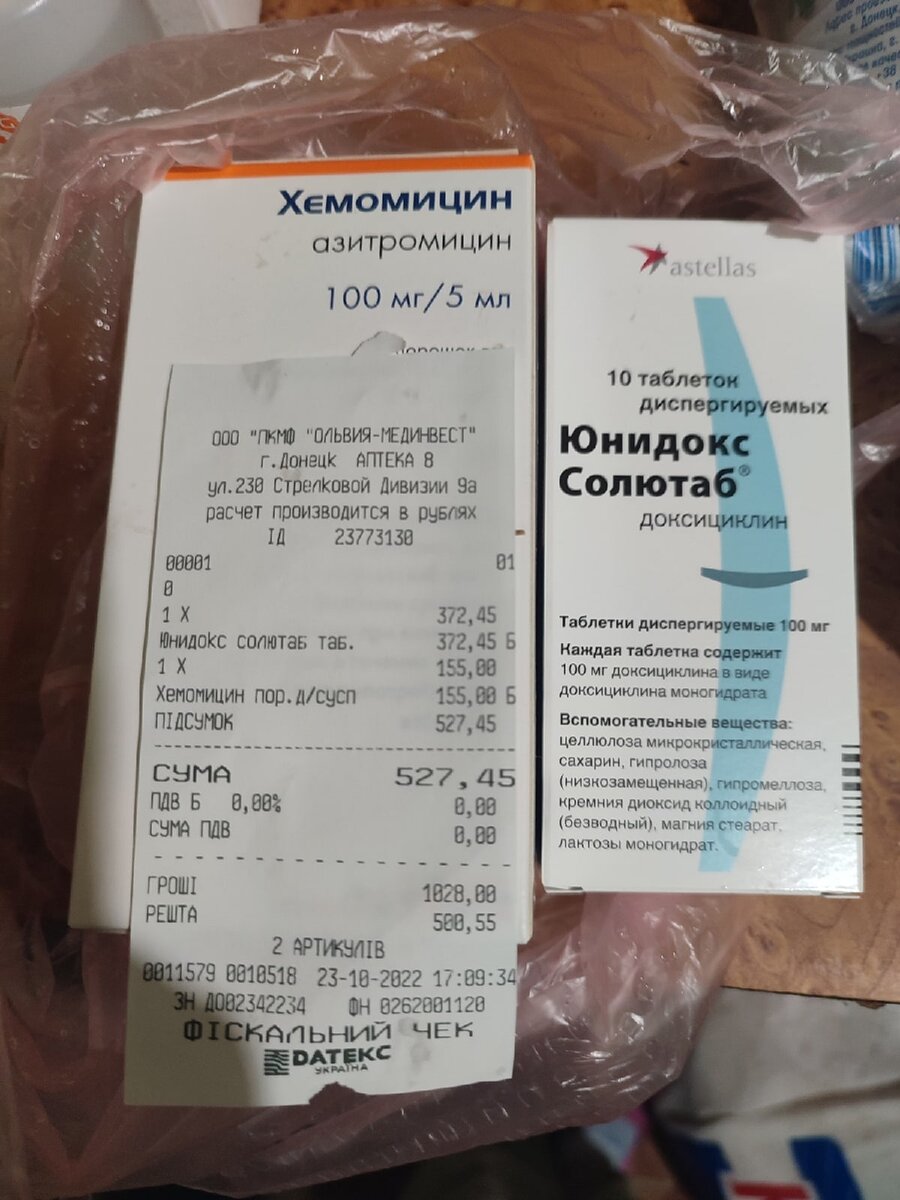 Хемомицин
азитромицин
100 мг/5 мл
ООО "ПКМФ "ОЛЬВИЯ-МЕДИНВЕСТ"
г.Донецк АПТЕКА 8
ул.230 Стрелковой Дивизии 9а
расчет производится в рублях
ІД 23773130
00001 01
0
1 X 372,45
Юнидокс солютаб таб. 372,45 Б
1 X 155,00
Хемомицин пор.д/сусп 155,00 Б
ПІДСУМОК 527,45
СУМА 527,45
ПДВ Б 0,00% 0,00
СУМА ПДВ 0,00
ГРОШІ 1028,00
РЕШТА 500,55
2 АРТИКУЛІВ
0011579 0010518 23-10-2022 17:09:34
ЗН ДО02342234 ФН 0262001120
ФІСКАЛЬНИЙ ЧЕК
DATEKC
УКРАЇНА
astellas
10 таблеток
диспергируемых
Юнидокс
Солютаб®
доксициклин
Таблетки диспергируемые 100 мг
Каждая таблетка содержит
100 мг доксициклина в виде
доксициклина моногидрата
Вспомогательные вещества:
целлюлоза микрокристаллическая,
сахарин, гипролоза
(низкозамещенная), гипромеллоза,
кремния диоксид коллоидный
(безводный), магния стеарат,
лактозы моногидрат.
г. Донецк